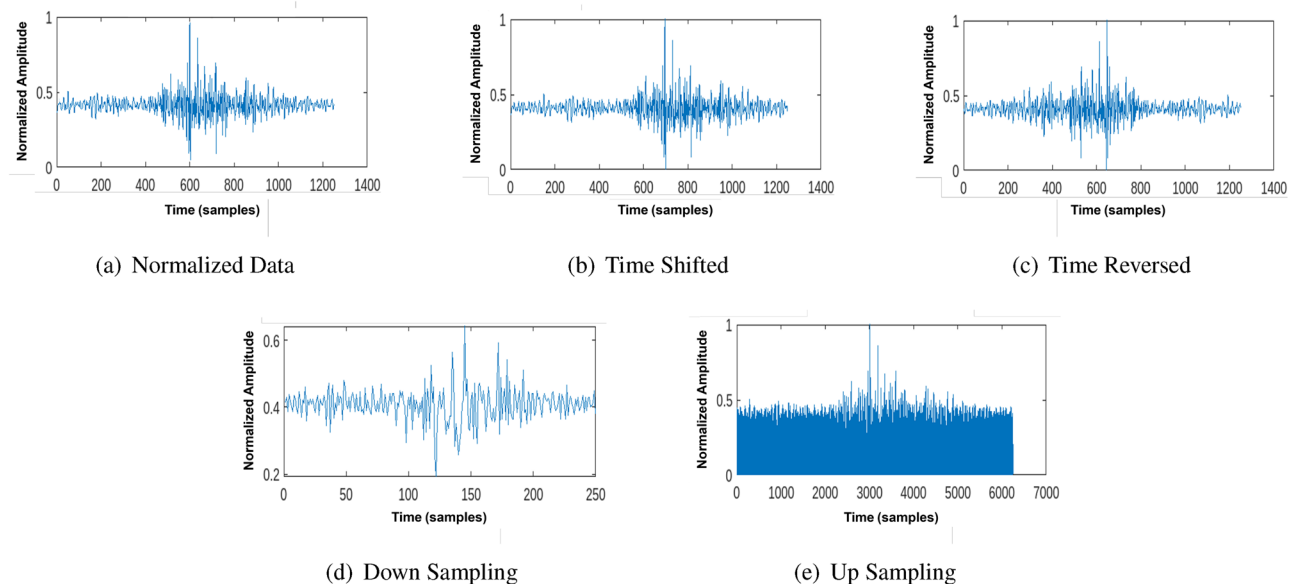 Normalized Amplitude
1
0.5
0
0 200 400 600 800 1000 1200 1400
Time (samples)
(a) Normalized Data
Normalized Amplitude
1
0.5
0
0 200 400 600 800 1000 1200 1400
Time (samples)
(b) Time Shifted
Normalized Amplitude
1
0.5
0
0 200 400 600 800 1000 1200 1400
Time (samples)
(c) Time Reversed
Normalized Amplitude
0.6
0.4
0.2
0 50 100 150 200 250
Time (samples)
(d) Down Sampling
Normalized Amplitude
1
0.5
0
0 1000 2000 3000 4000 5000 6000 7000
Time (samples)
(e) Up Sampling